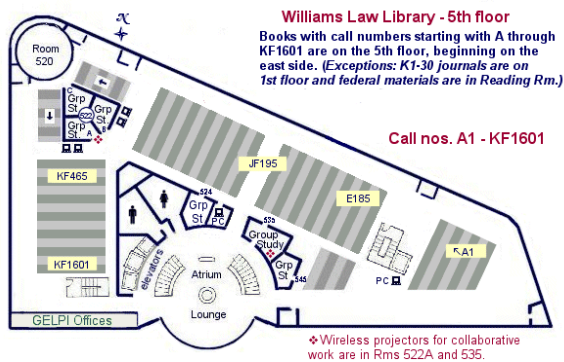 Williams Law Library - 5th floor
Books with call numbers starting with A through
KF1601 are on the 5th floor, beginning on the
east side. (Exceptions: K1-30 journals are on
1st floor and federal materials are in Reading Rm.)
Call nos. A1 - KF1601
N
Room
520
C
Grp
St
Grp
St
522
B
A
Grp
St.
JF195
KF465
E185
524
Grp
St
PC
535
Group
Study
Grp
St
545
A1
PC
KF1601
elevators
Atrium
Lounge
GELPI Offices
Wireless projectors for collaborative
work are in Rms 522A and 535.